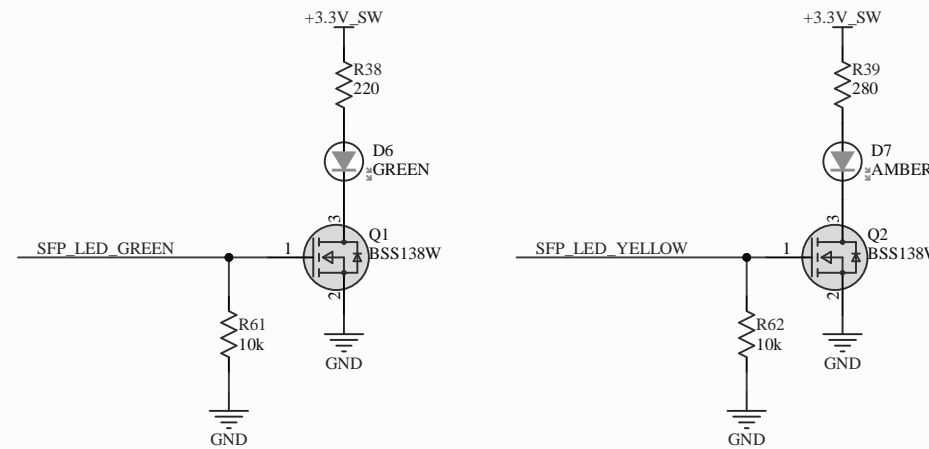 +3.3V_SW
R38
220
D6
GREEN
3
Q1
BSS138W
SFP_LED_GREEN
1
2
R61
10k
GND
GND
+3.3V_SW
R39
280
D7
AMBER
3
Q2
BSS138W
SFP_LED_YELLOW
1
2
R62
10k
GND
GND